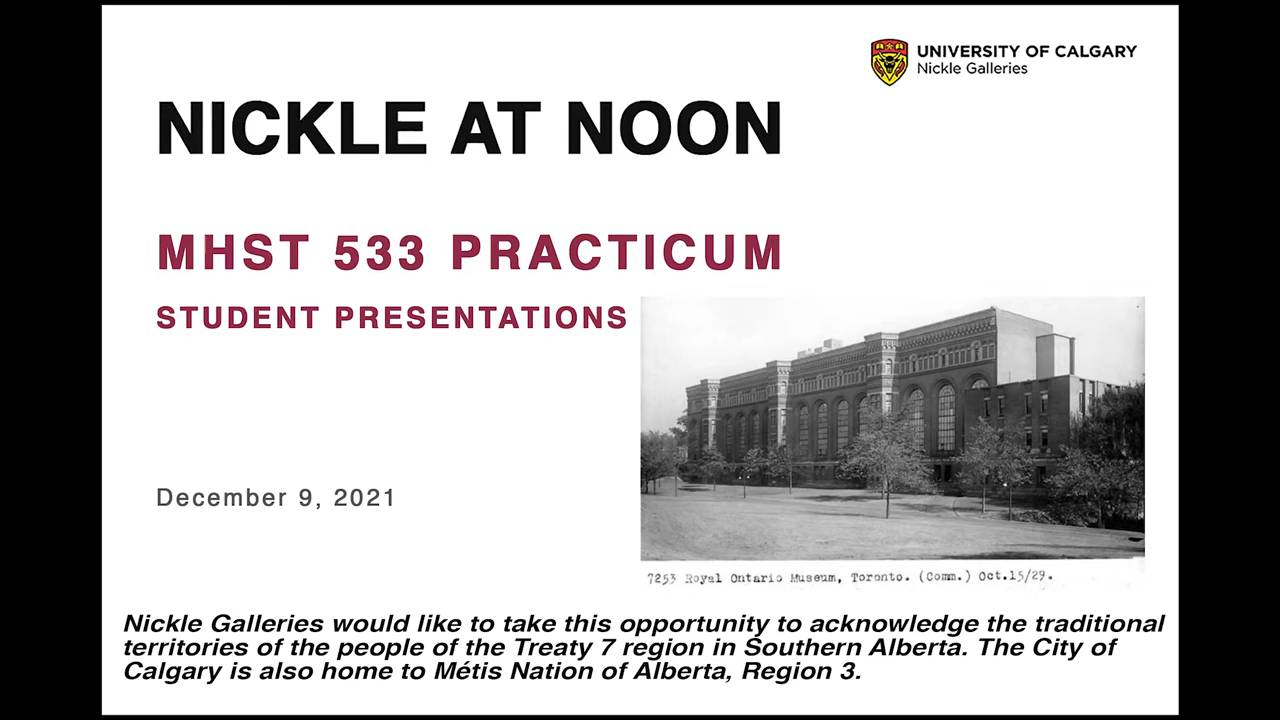 UNIVERSITY OF CALGARY
Nickle Galleries
NICKLE AT NOON
MHST 533 PRACTICUM
STUDENT PRESENTATIONS
December 9, 2021
7253 Royal Ontario Museum, Toronto. (Comm.) Oct.15/29.
Nickle Galleries would like to take this opportunity to acknowledge the traditional
territories of the people of the Treaty 7 region in Southern Alberta. The City of
Calgary is also home to Métis Nation of Alberta, Region 3.